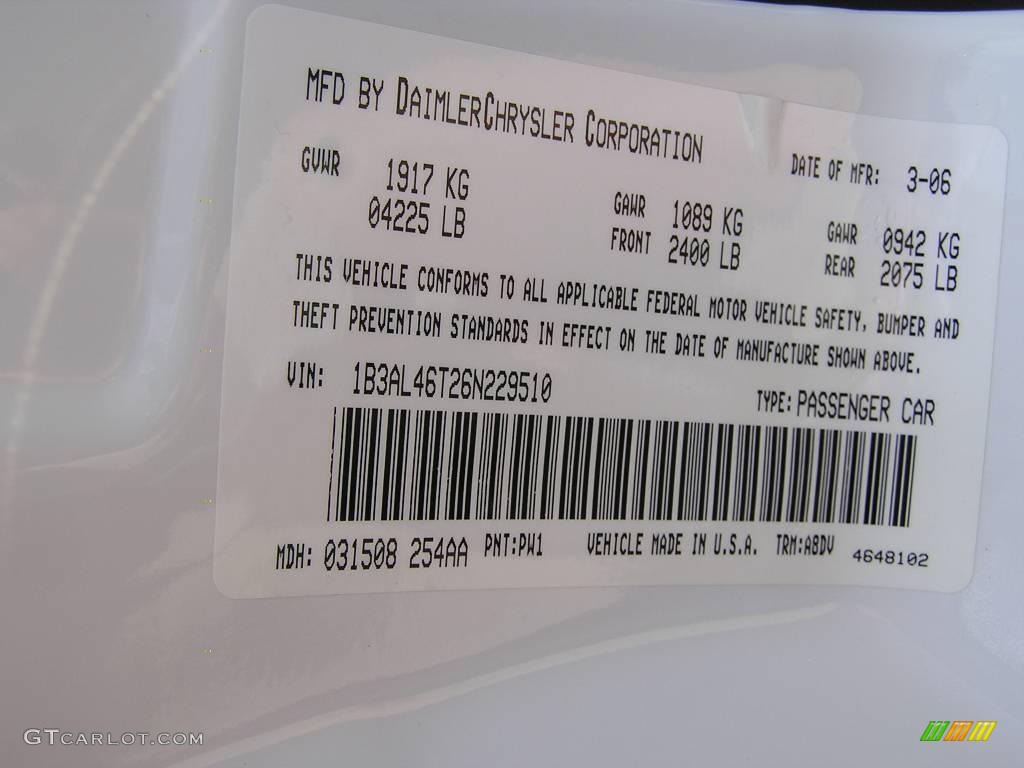 MFD BY DAIMLERCHRYSLER CORPORATION
DATE OF MFR: 3-06
GVWR 1917 KG
04225 LB
GAWR 1089 KG
FRONT 2400 LB
GAWR 0942 KG
REAR 2075 LB
THIS VEHICLE CONFORMS TO ALL APPLICABLE FEDERAL MOTOR VEHICLE SAFETY, BUMPER AND
THEFT PREVENTION STANDARDS IN EFFECT ON THE DATE OF MANUFACTURE SHOWN ABOVE.
VIN: 1B3AL46T26N229510
TYPE: PASSENGER CAR
MDH: 031508 254AA PNT:PW1 VEHICLE MADE IN U.S.A. TRM:A8DV 4648102
GTCARLOT.COM